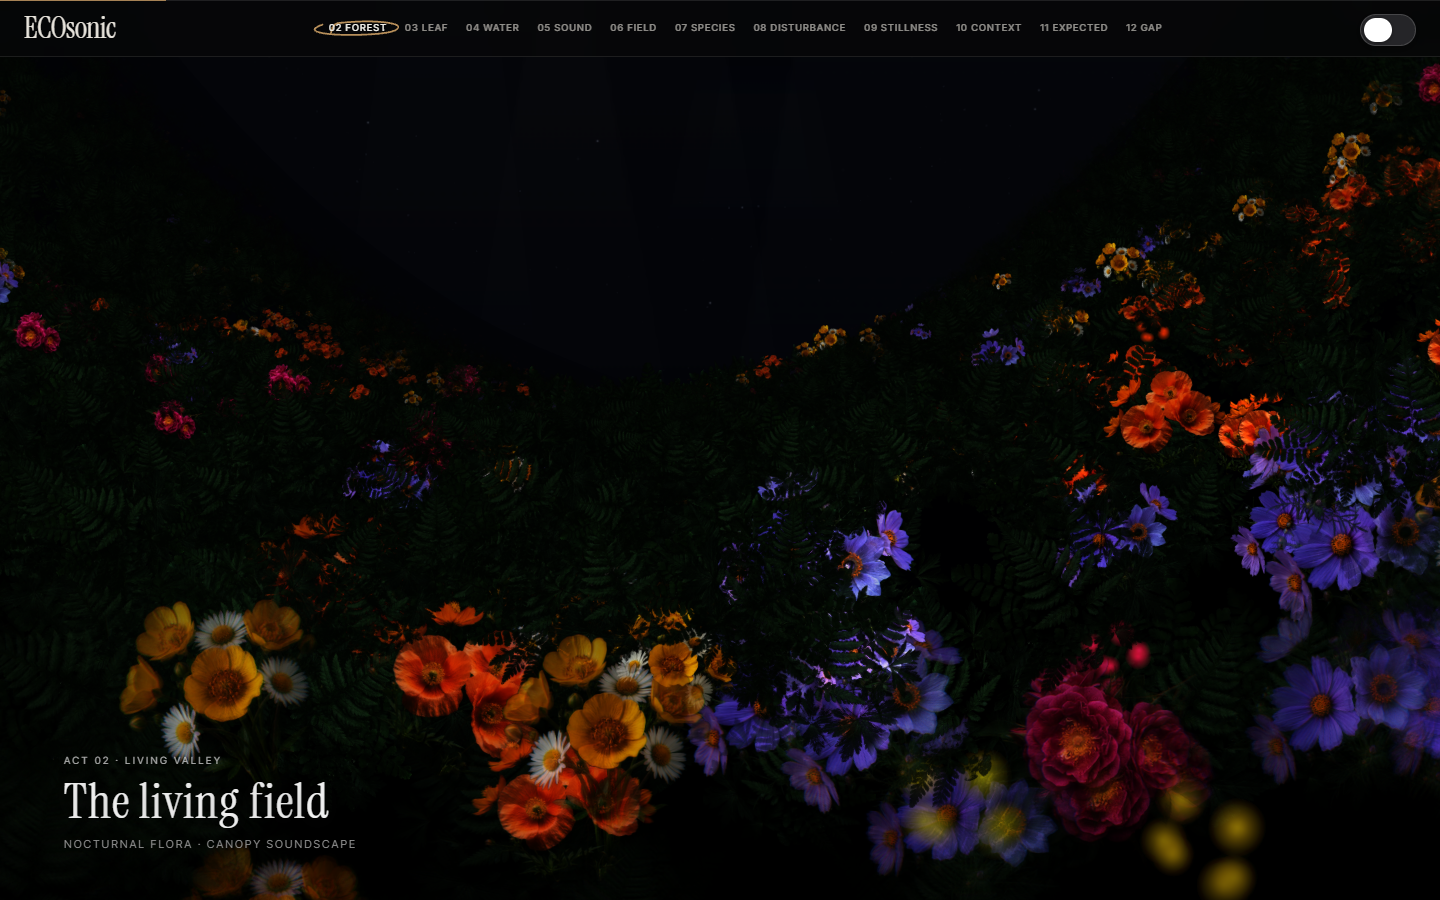 ECOsonic
02 FOREST 03 LEAF 04 WATER 05 SOUND 06 FIELD 07 SPECIES 08 DISTURBANCE 09 STILLNESS 10 CONTEXT 11 EXPECTED 12 GAP
ACT 02 · LIVING VALLEY
The living field
NOCTURNAL FLORA · CANOPY SOUNDSCAPE